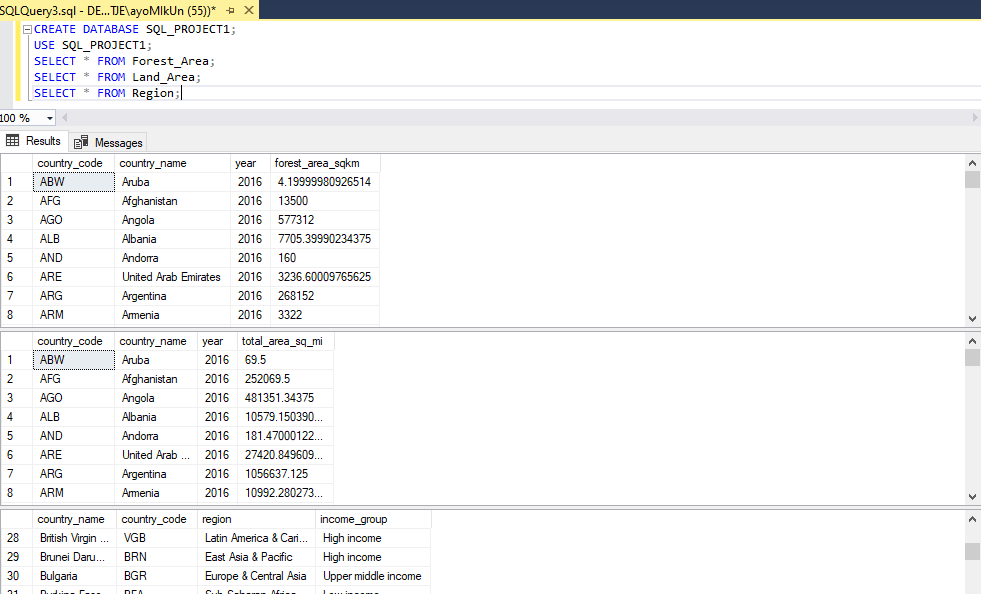 SQLQuery3.sql - DE...TJE\ayoMIkUn (55))*
CREATE DATABASE SQL_PROJECT1;
USE SQL_PROJECT1;
SELECT * FROM Forest_Area;
SELECT * FROM Land_Area;
SELECT * FROM Region;
100 %
Results Messages
country_code country_name year forest_area_sqkm
1 ABW Aruba 2016 4.19999980926514
2 AFG Afghanistan 2016 13500
3 AGO Angola 2016 577312
4 ALB Albania 2016 7705.39990234375
5 AND Andorra 2016 160
6 ARE United Arab Emirates 2016 3236.60009765625
7 ARG Argentina 2016 268152
8 ARM Armenia 2016 3322
country_code country_name year total_area_sq_mi
1 ABW Aruba 2016 69.5
2 AFG Afghanistan 2016 252069.5
3 AGO Angola 2016 481351.34375
4 ALB Albania 2016 10579.150390...
5 AND Andorra 2016 181.47000122...
6 ARE United Arab ... 2016 27420.849609...
7 ARG Argentina 2016 1056637.125
8 ARM Armenia 2016 10992.280273...
country_name country_code region income_group
28 British Virgin ... VGB Latin America & Cari... High income
29 Brunei Daru... BRN East Asia & Pacific High income
30 Bulgaria BGR Europe & Central Asia Upper middle income